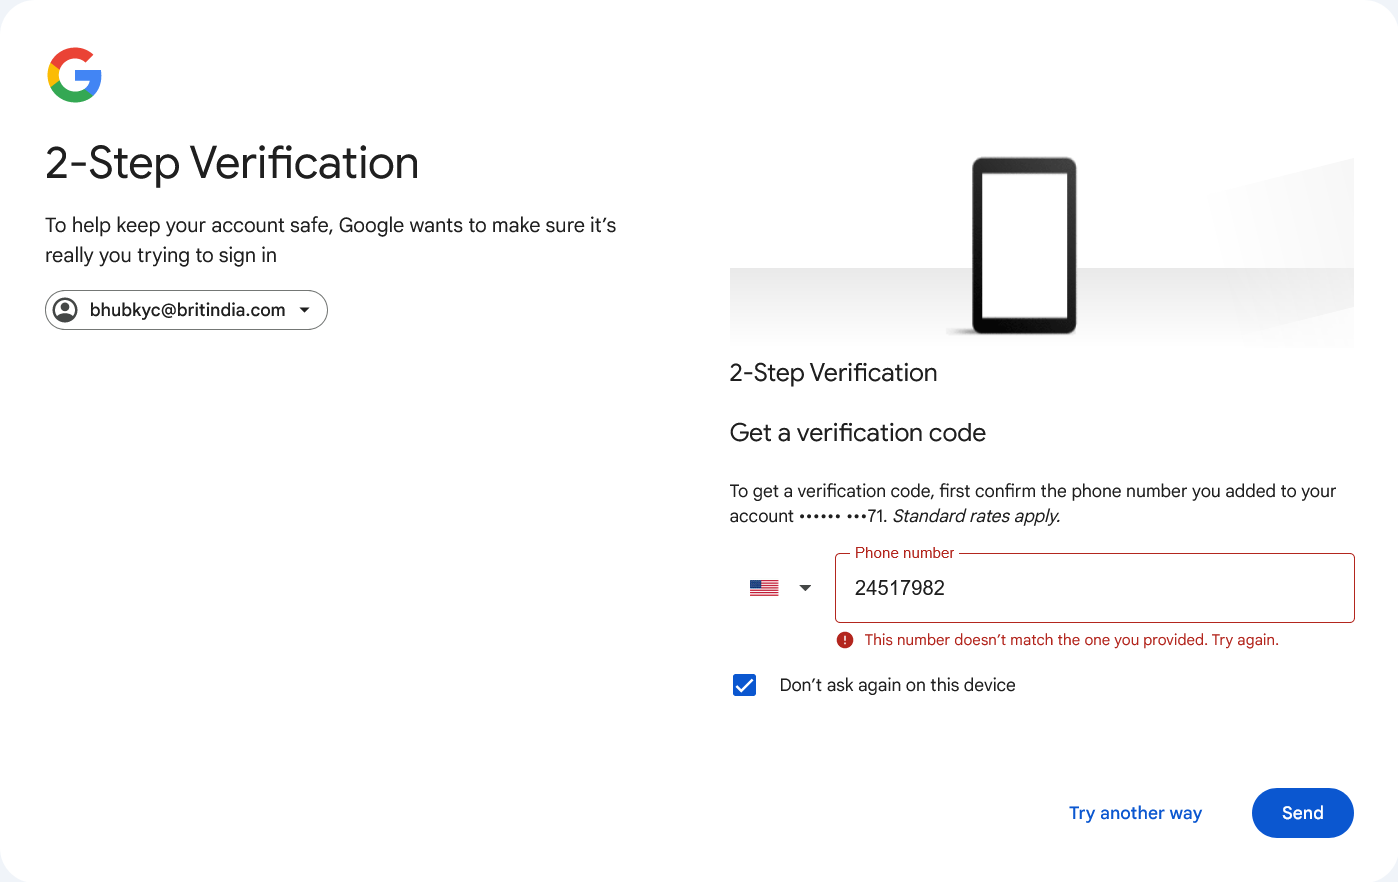 2-Step Verification
To help keep your account safe, Google wants to make sure it’s
really you trying to sign in
bhubkyc@britindia.com
2-Step Verification
Get a verification code
To get a verification code, first confirm the phone number you added to your
account •••••• •••71. Standard rates apply.
Phone number
24517982
This number doesn’t match the one you provided. Try again.
Don’t ask again on this device
Try another way
Send